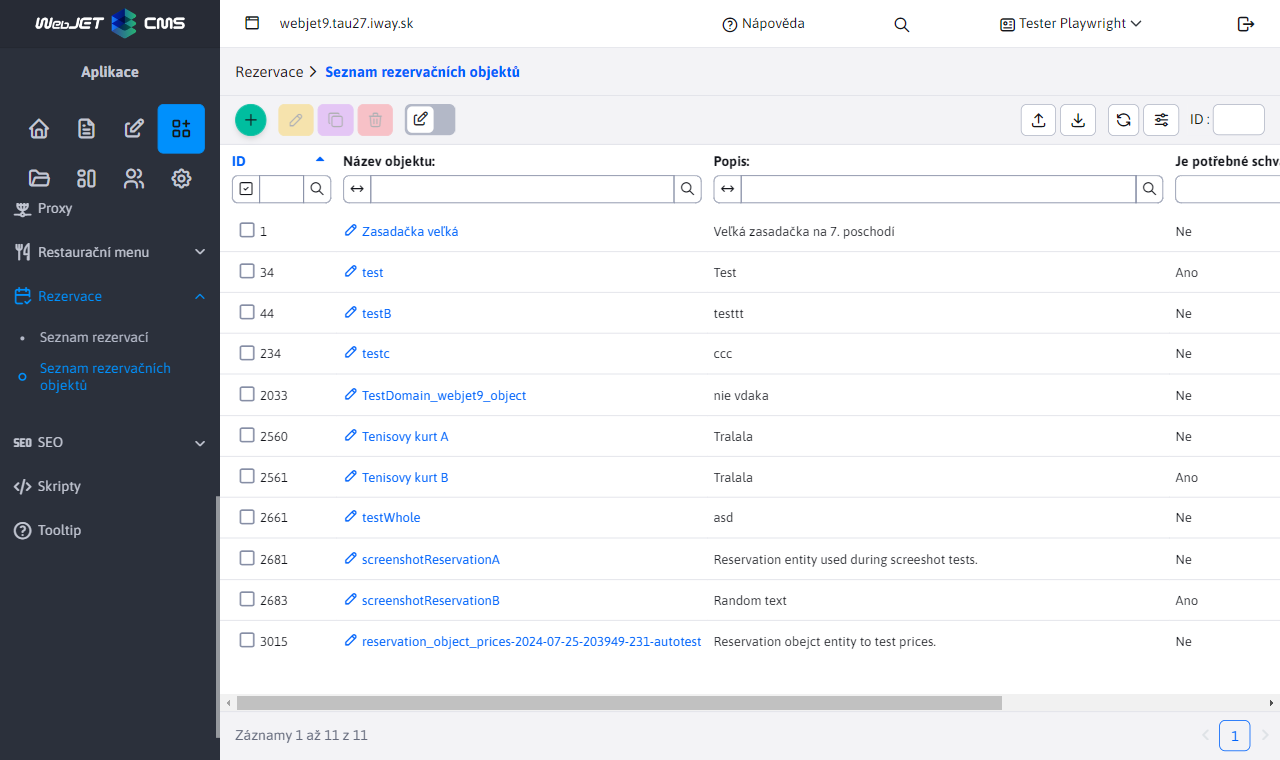 WebJET CMS
webjet9.tau27.iway.sk
Nápověda
Tester Playwright
Aplikace
Proxy
Restaurační menu
Rezervace
Seznam rezervací
Seznam rezervačních
objektů
SEO SEO
Skripty
Tooltip
Rezervace
Seznam rezervačních objektů
ID :
ID Název objektu: Popis: Je potřebné schva
1 Zasadačka veľká Veľká zasadačka na 7. poschodí Ne
34 test Test Ano
44 testB testtt Ne
234 testc ccc Ne
2033 TestDomain_webjet9_object nie vdaka Ne
2560 Tenisovy kurt A Tralala Ne
2561 Tenisovy kurt B Tralala Ano
2661 testWhole asd Ne
2681 screenshotReservationA Reservation entity used during screeshot tests. Ne
2683 screenshotReservationB Random text Ano
3015 reservation_object_prices-2024-07-25-203949-231-autotest Reservation obejct entity to test prices. Ne
Záznamy 1 až 11 z 11
1